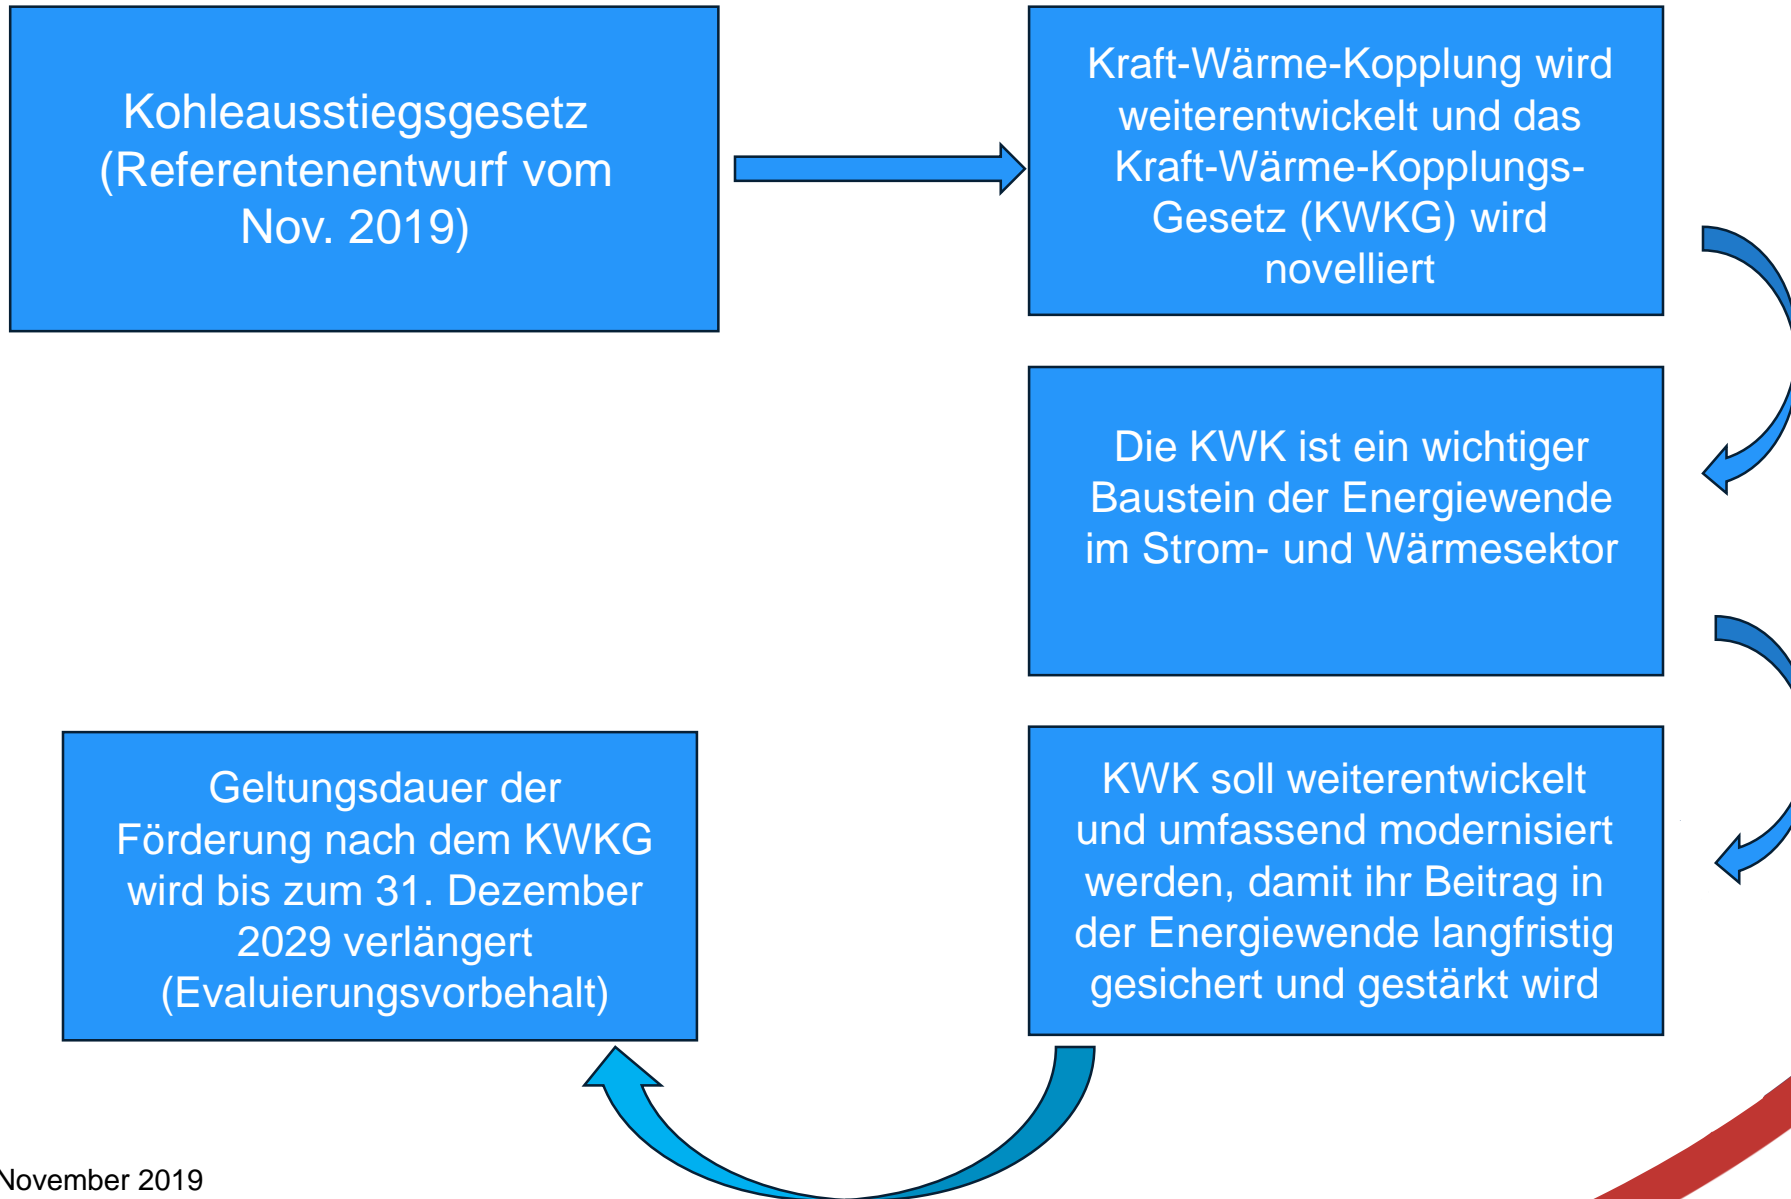 Kohleausstiegsgesetz
(Referentenentwurf vom
Nov. 2019)
Kraft-Wärme-Kopplung wird
weiterentwickelt und das
Kraft-Wärme-Kopplungs-
Gesetz (KWKG) wird
novelliert
Die KWK ist ein wichtiger
Baustein der Energiewende
im Strom- und Wärmesektor
KWK soll weiterentwickelt
und umfassend modernisiert
werden, damit ihr Beitrag in
der Energiewende langfristig
gesichert und gestärkt wird
Geltungsdauer der
Förderung nach dem KWKG
wird bis zum 31. Dezember
2029 verlängert
(Evaluierungsvorbehalt)
November 2019